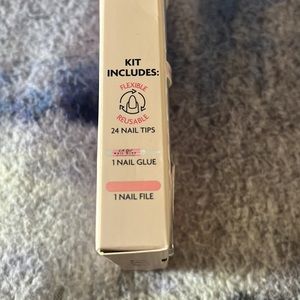 KIT
INCLUDES:
FLEXIBLE
REUSABLE
24 NAIL TIPS
1 NAIL GLUE
1 NAIL FILE